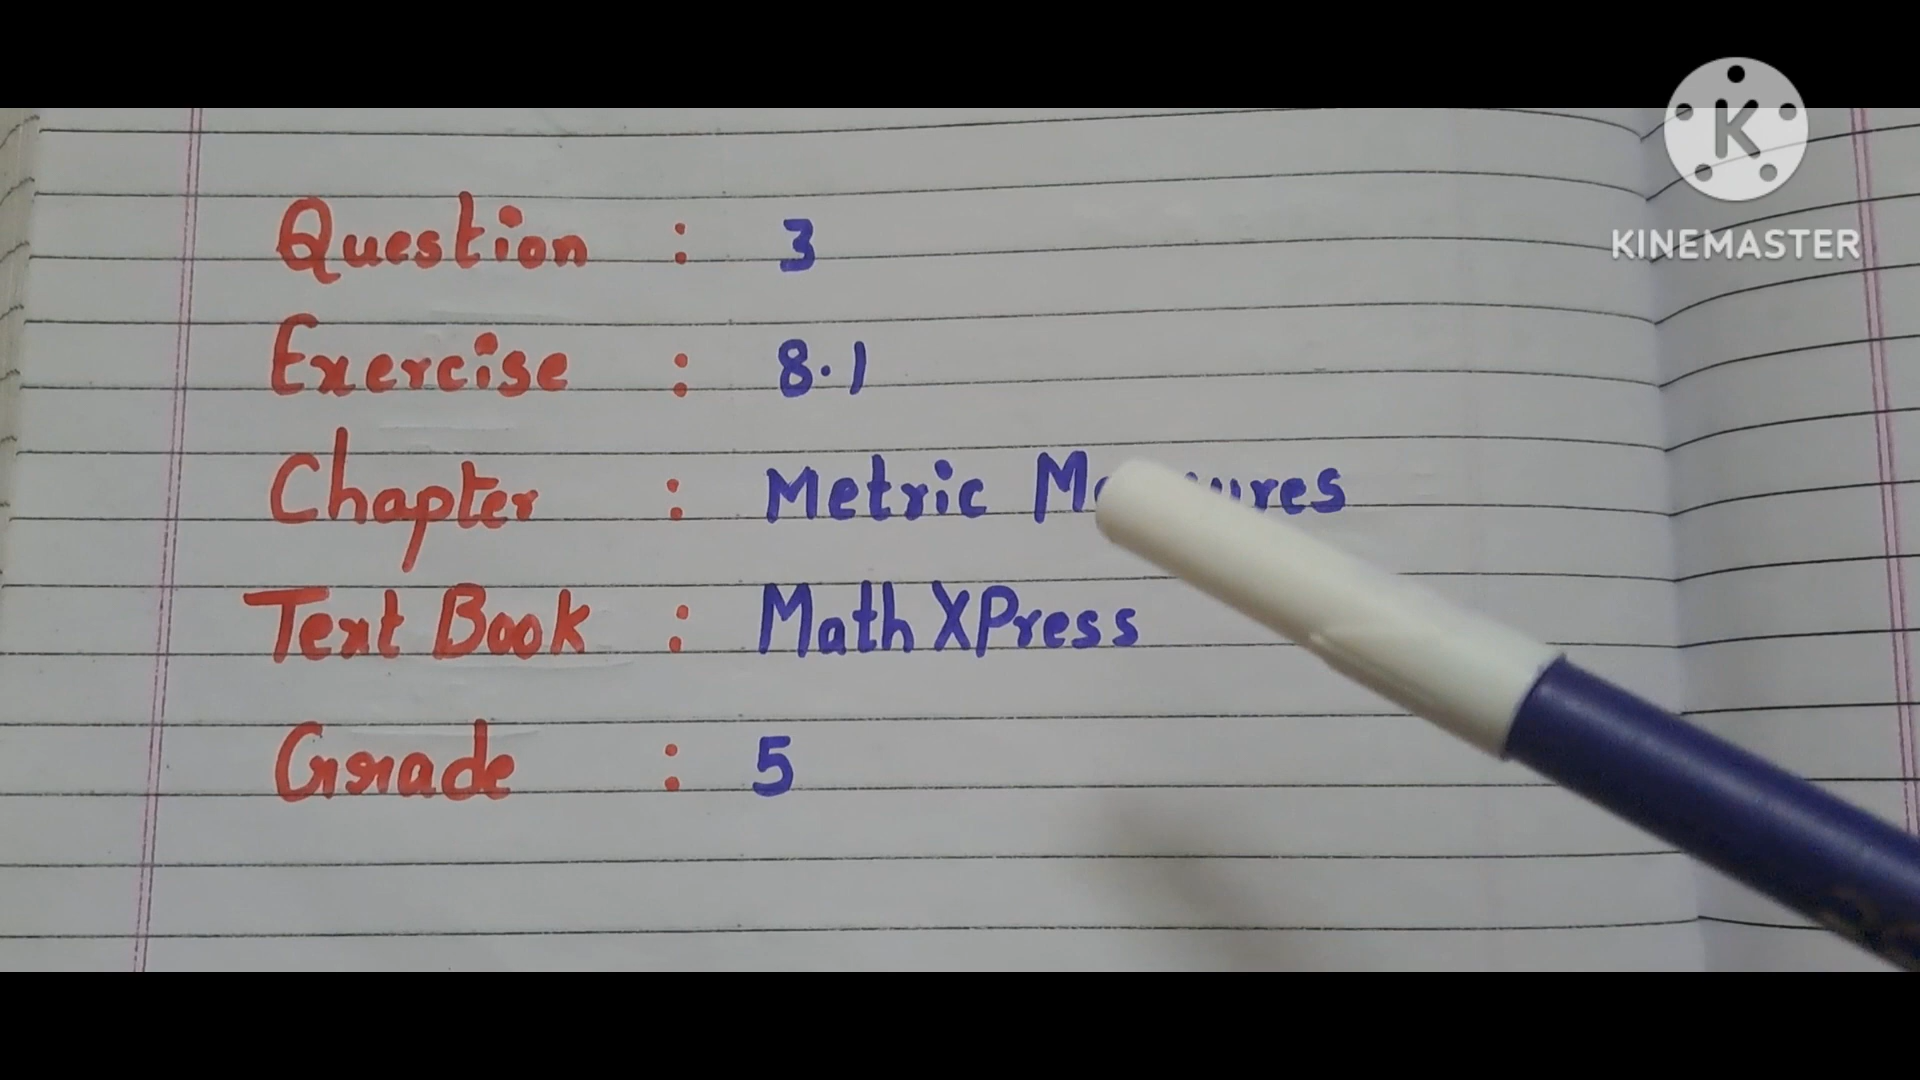 KINEMASTER
Question : 3
Exercise : 8.1
Chapter : Metric
Text Book : Math XPress
Grade : 5